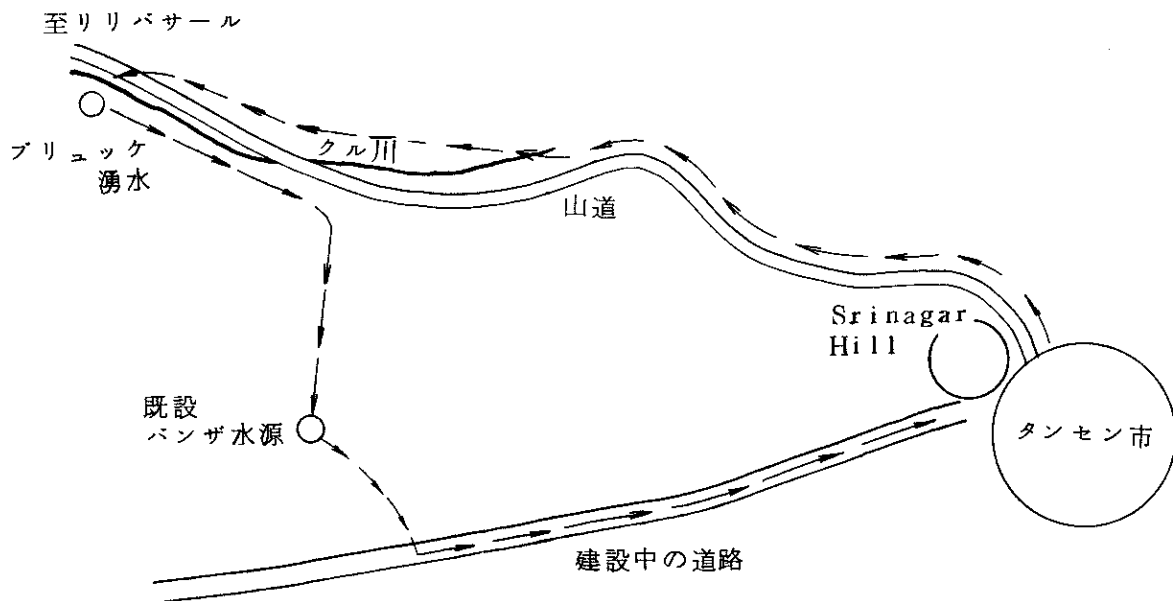 至リリバサール
クル川
ブリュッケ
湧水
山道
Srinagar
Hill
既設
バンザ水源
タンセン市
建設中の道路